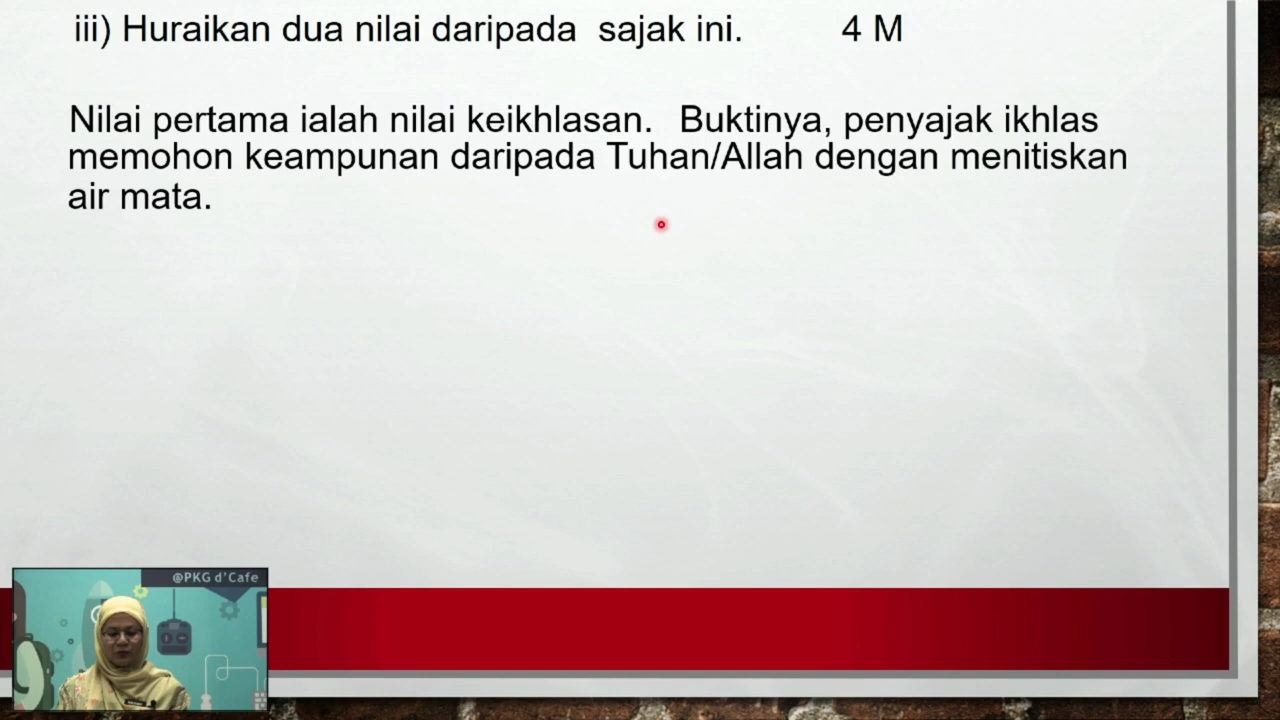 iii) Huraikan dua nilai daripada sajak ini. 4 M
Nilai pertama ialah nilai keikhlasan. Buktinya, penyajak ikhlas
memohon keampunan daripada Tuhan/Allah dengan menitiskan
air mata.
@PKG d'Cafe